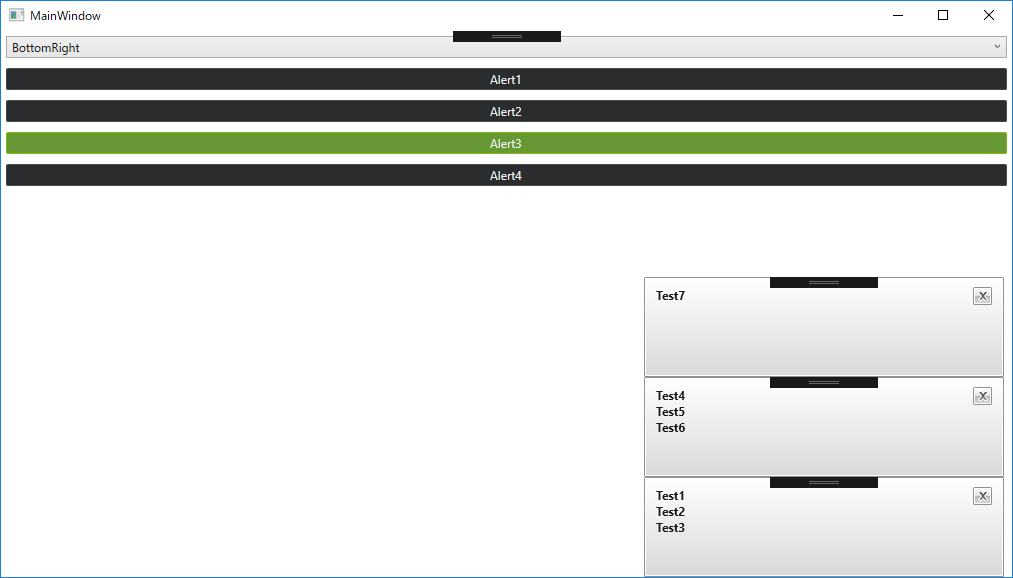 MainWindow
BottomRight
Alert1
Alert2
Alert3
Alert4
Test7
X
Test4
X
Test5
Test6
Test1
X
Test2
Test3